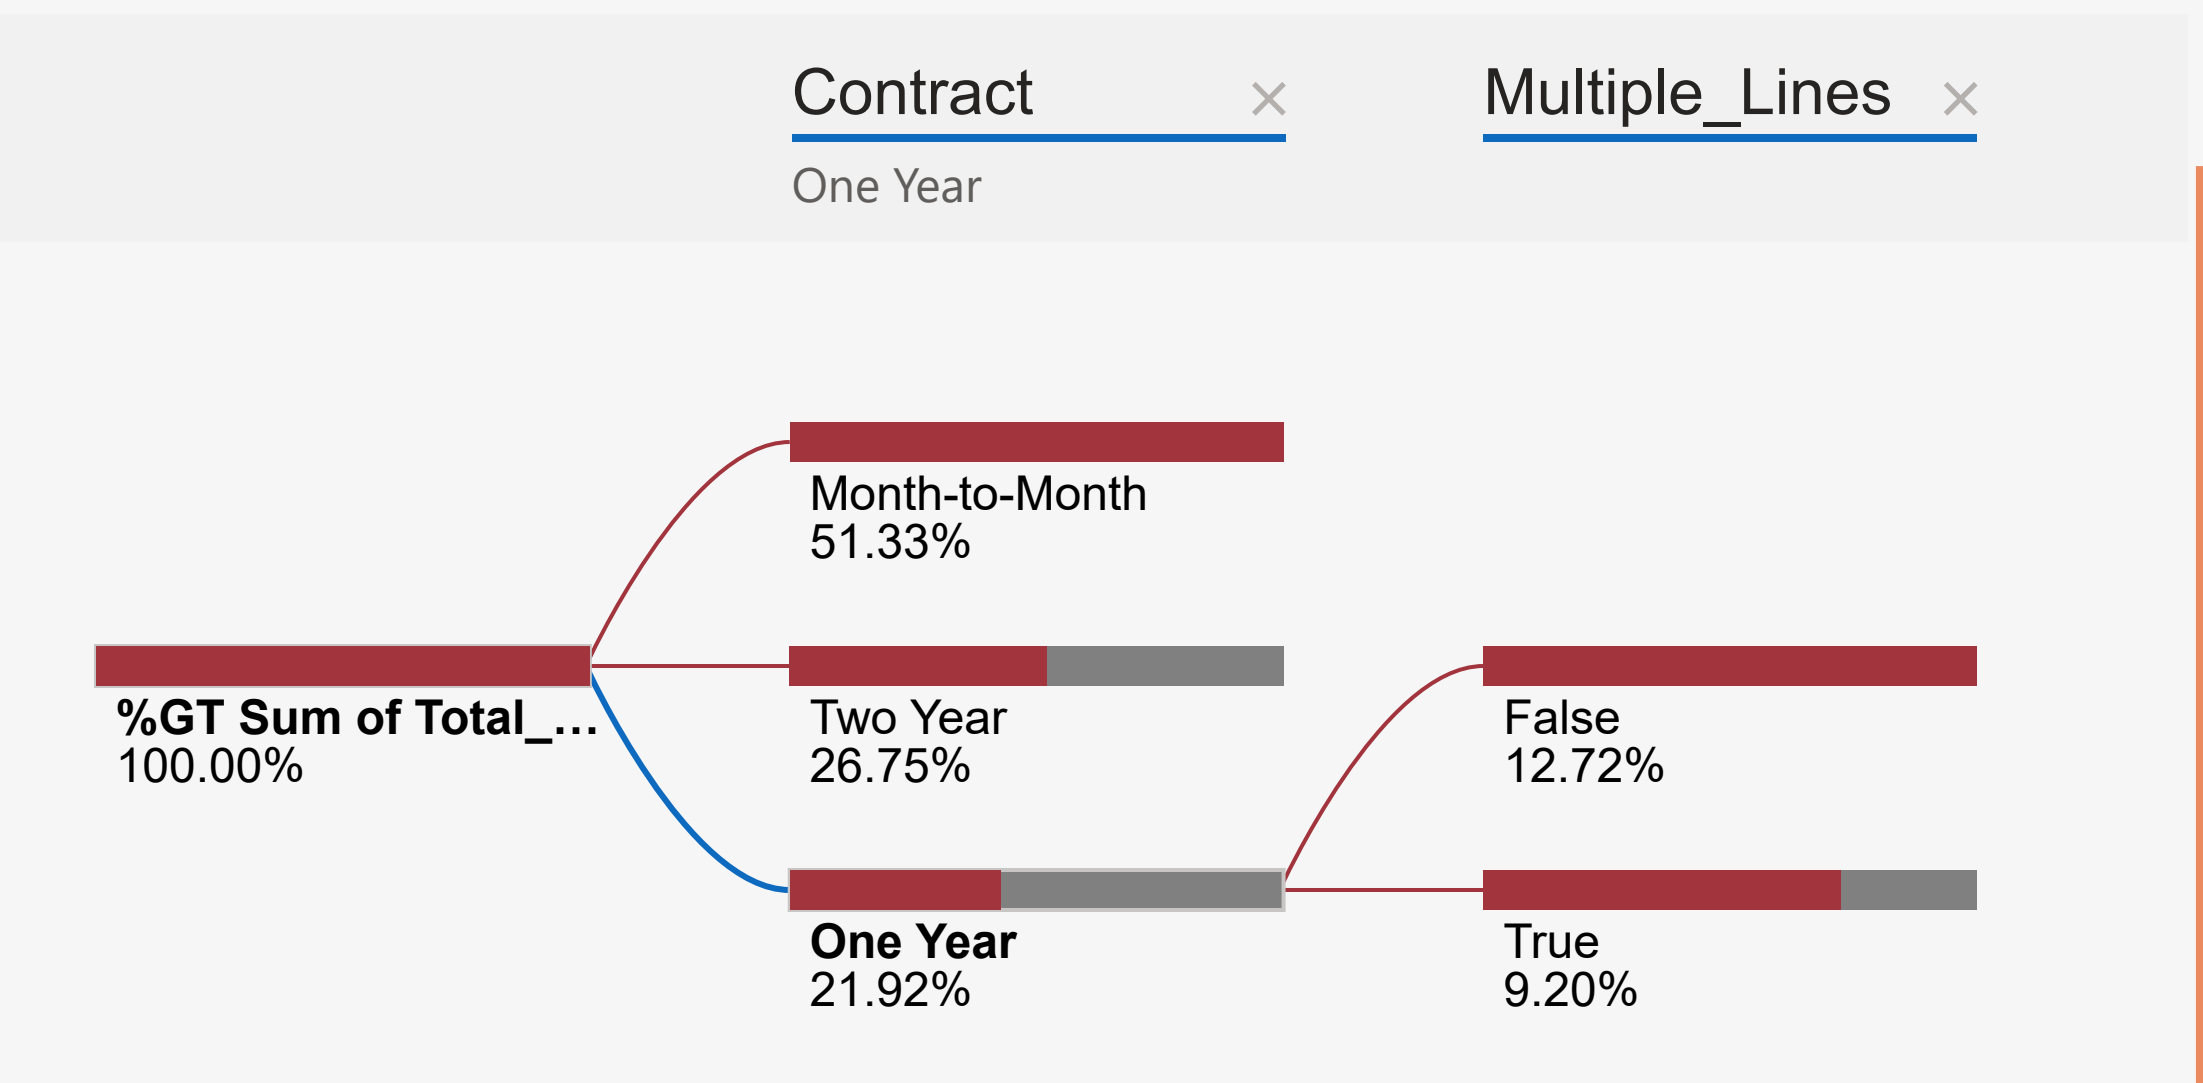 Contract
Multiple_Lines
One Year
Month-to-Month
51.33%
%GT Sum of Total_...
100.00%
Two Year
26.75%
False
12.72%
One Year
21.92%
True
9.20%